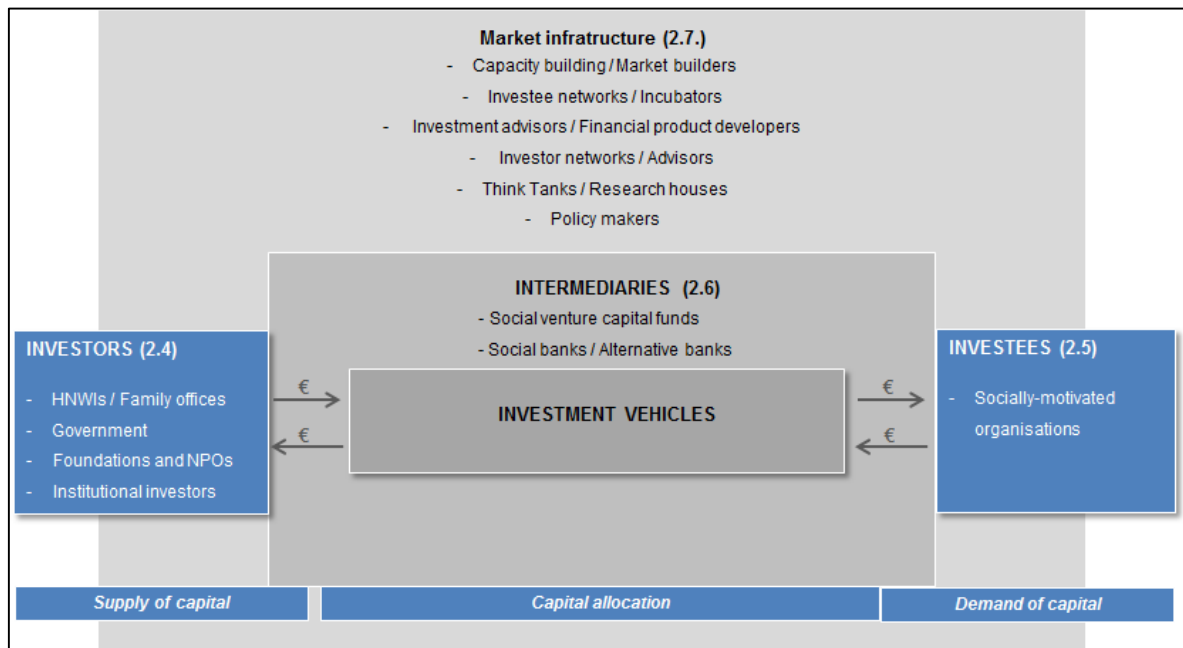 Market infratructure (2.7.)
- Capacity building / Market builders
- Investee networks / Incubators
- Investment advisors / Financial product developers
- Investor networks / Advisors
- Think Tanks / Research houses
- Policy makers
INTERMEDIARIES (2.6)
- Social venture capital funds
- Social banks / Alternative banks
INVESTORS (2.4)
- HNWIs / Family offices
- Government
- Foundations and NPOs
- Institutional investors
€
€
INVESTMENT VEHICLES
€
€
INVESTEES (2.5)
- Socially-motivated
organisations
Supply of capital
Capital allocation
Demand of capital